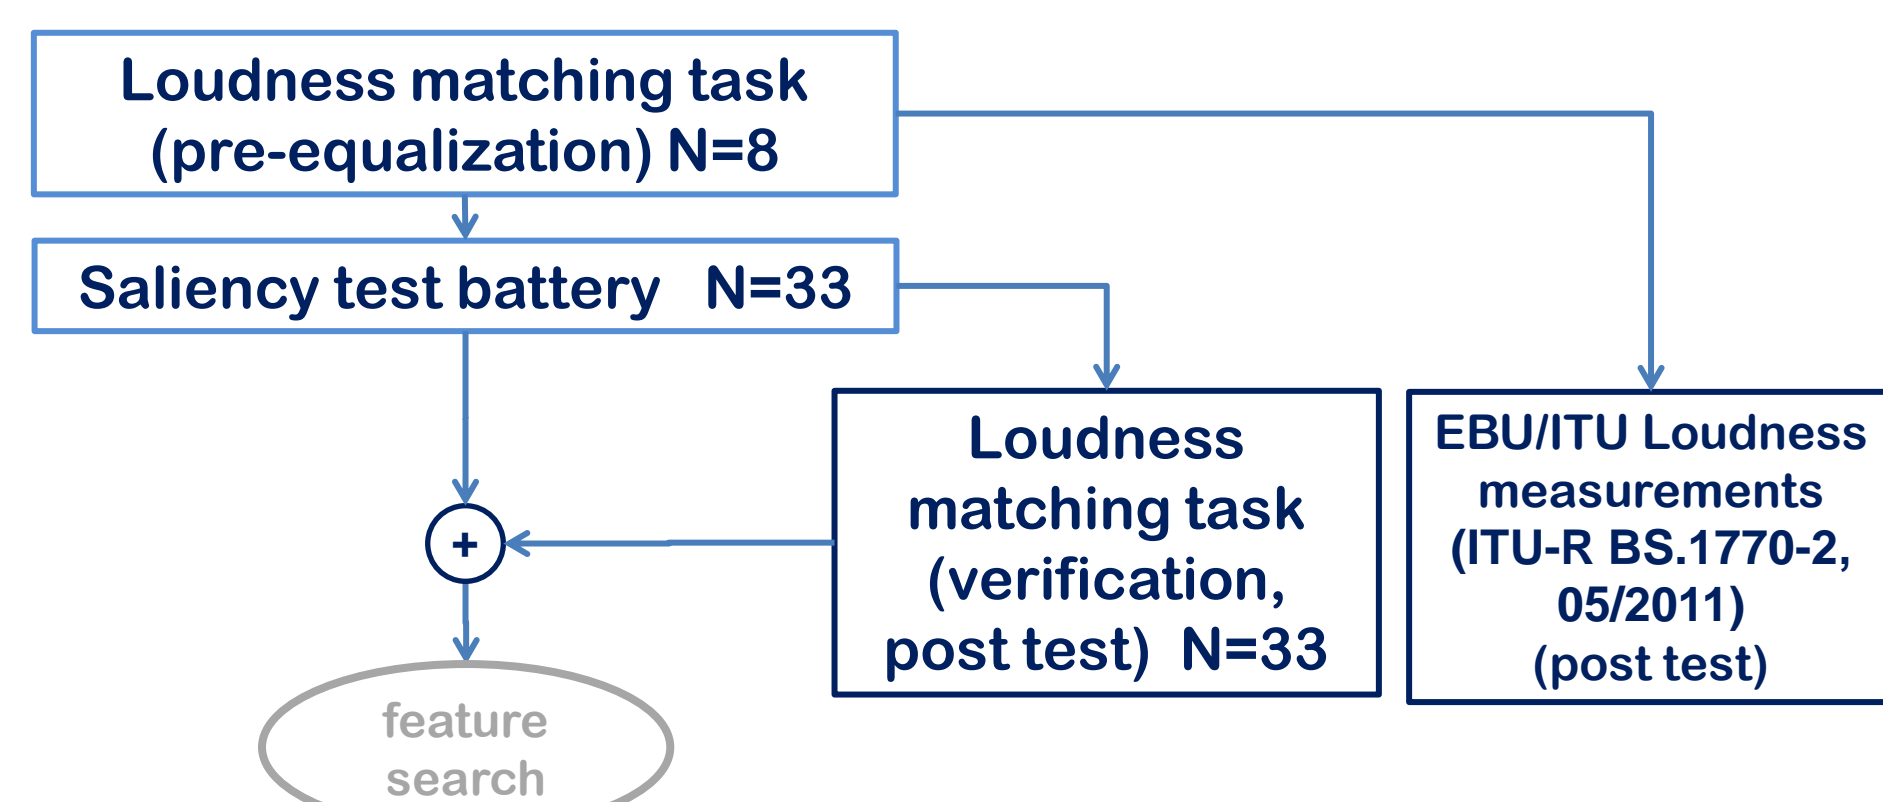 Loudness matching task
(pre-equalization) N=8
Saliency test battery N=33
Loudness
matching task
(verification,
post test) N=33
EBU/ITU Loudness
measurements
(ITU-R BS.1770-2,
05/2011)
(post test)
+
feature
search